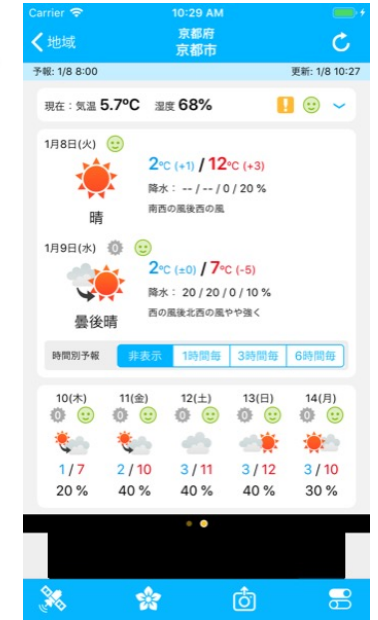 Carrier 10:29 AM
地域
京都府
京都市
予報: 1/8 8:00 更新: 1/8 10:27
現在：気温 5.7℃ 湿度 68%
1月8日(火)
2℃ (+1) / 12℃ (+3)
降水： -- / -- / 0 / 20 %
南西の風後西の風
晴
1月9日(水) 0
2℃ (±0) / 7℃ (-5)
降水： 20 / 20 / 0 / 10 %
西の風後北西の風やや強く
曇後晴
時間別予報 非表示 1時間毎 3時間毎 6時間毎
10(木) 11(金) 12(土) 13(日) 14(月)
0 0 0 0 0
1 / 7 2 / 10 3 / 11 3 / 12 3 / 10
20 % 40 % 40 % 40 % 30 %